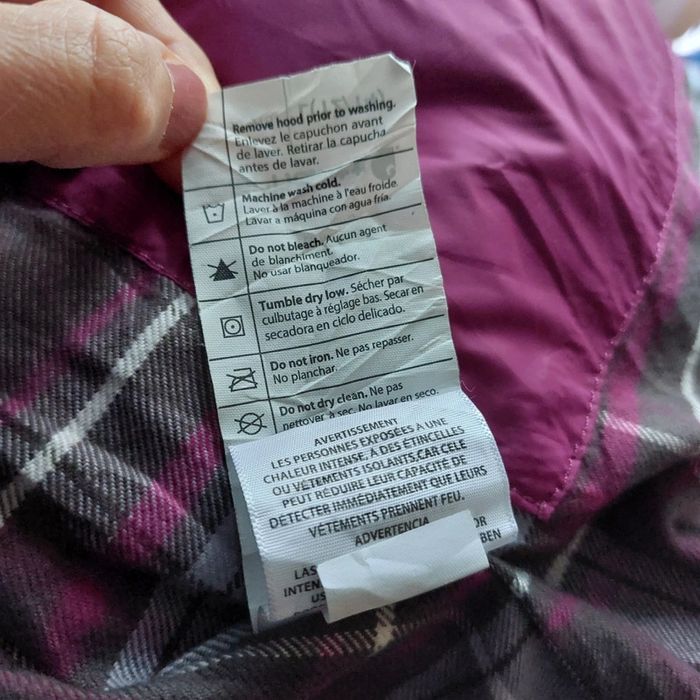 Remove hood prior to washing.
Enlevez le capuchon avant
de laver. Retirar la capucha
antes de lavar.
Machine wash cold.
Laver à la machine à l'eau froide.
Lavar a máquina con agua fría.
Do not bleach. Aucun agent
de blanchiment.
No usar blanqueador.
Tumble dry low. Sécher par
culbutage à réglage bas. Secar en
secadora en ciclo delicado.
Do not iron. Ne pas repasser.
No planchar.
Do not dry clean. Ne pas
nettoyer à sec. No lavar en seco.
AVERTISSEMENT
LES PERSONNES EXPOSÉES A UNE
CHALEUR INTENSE, À DES ÉTINCELLES
OU VÊTEMENTS ISOLANTS,CAR CELE
PEUT RÉDUIRE LEUR CAPACITÉ DE
DÉTECTER IMMÉDIATEMENT QUE LEURS
VÊTEMENTS PRENNENT FEU.
ADVERTENCIA
LAS